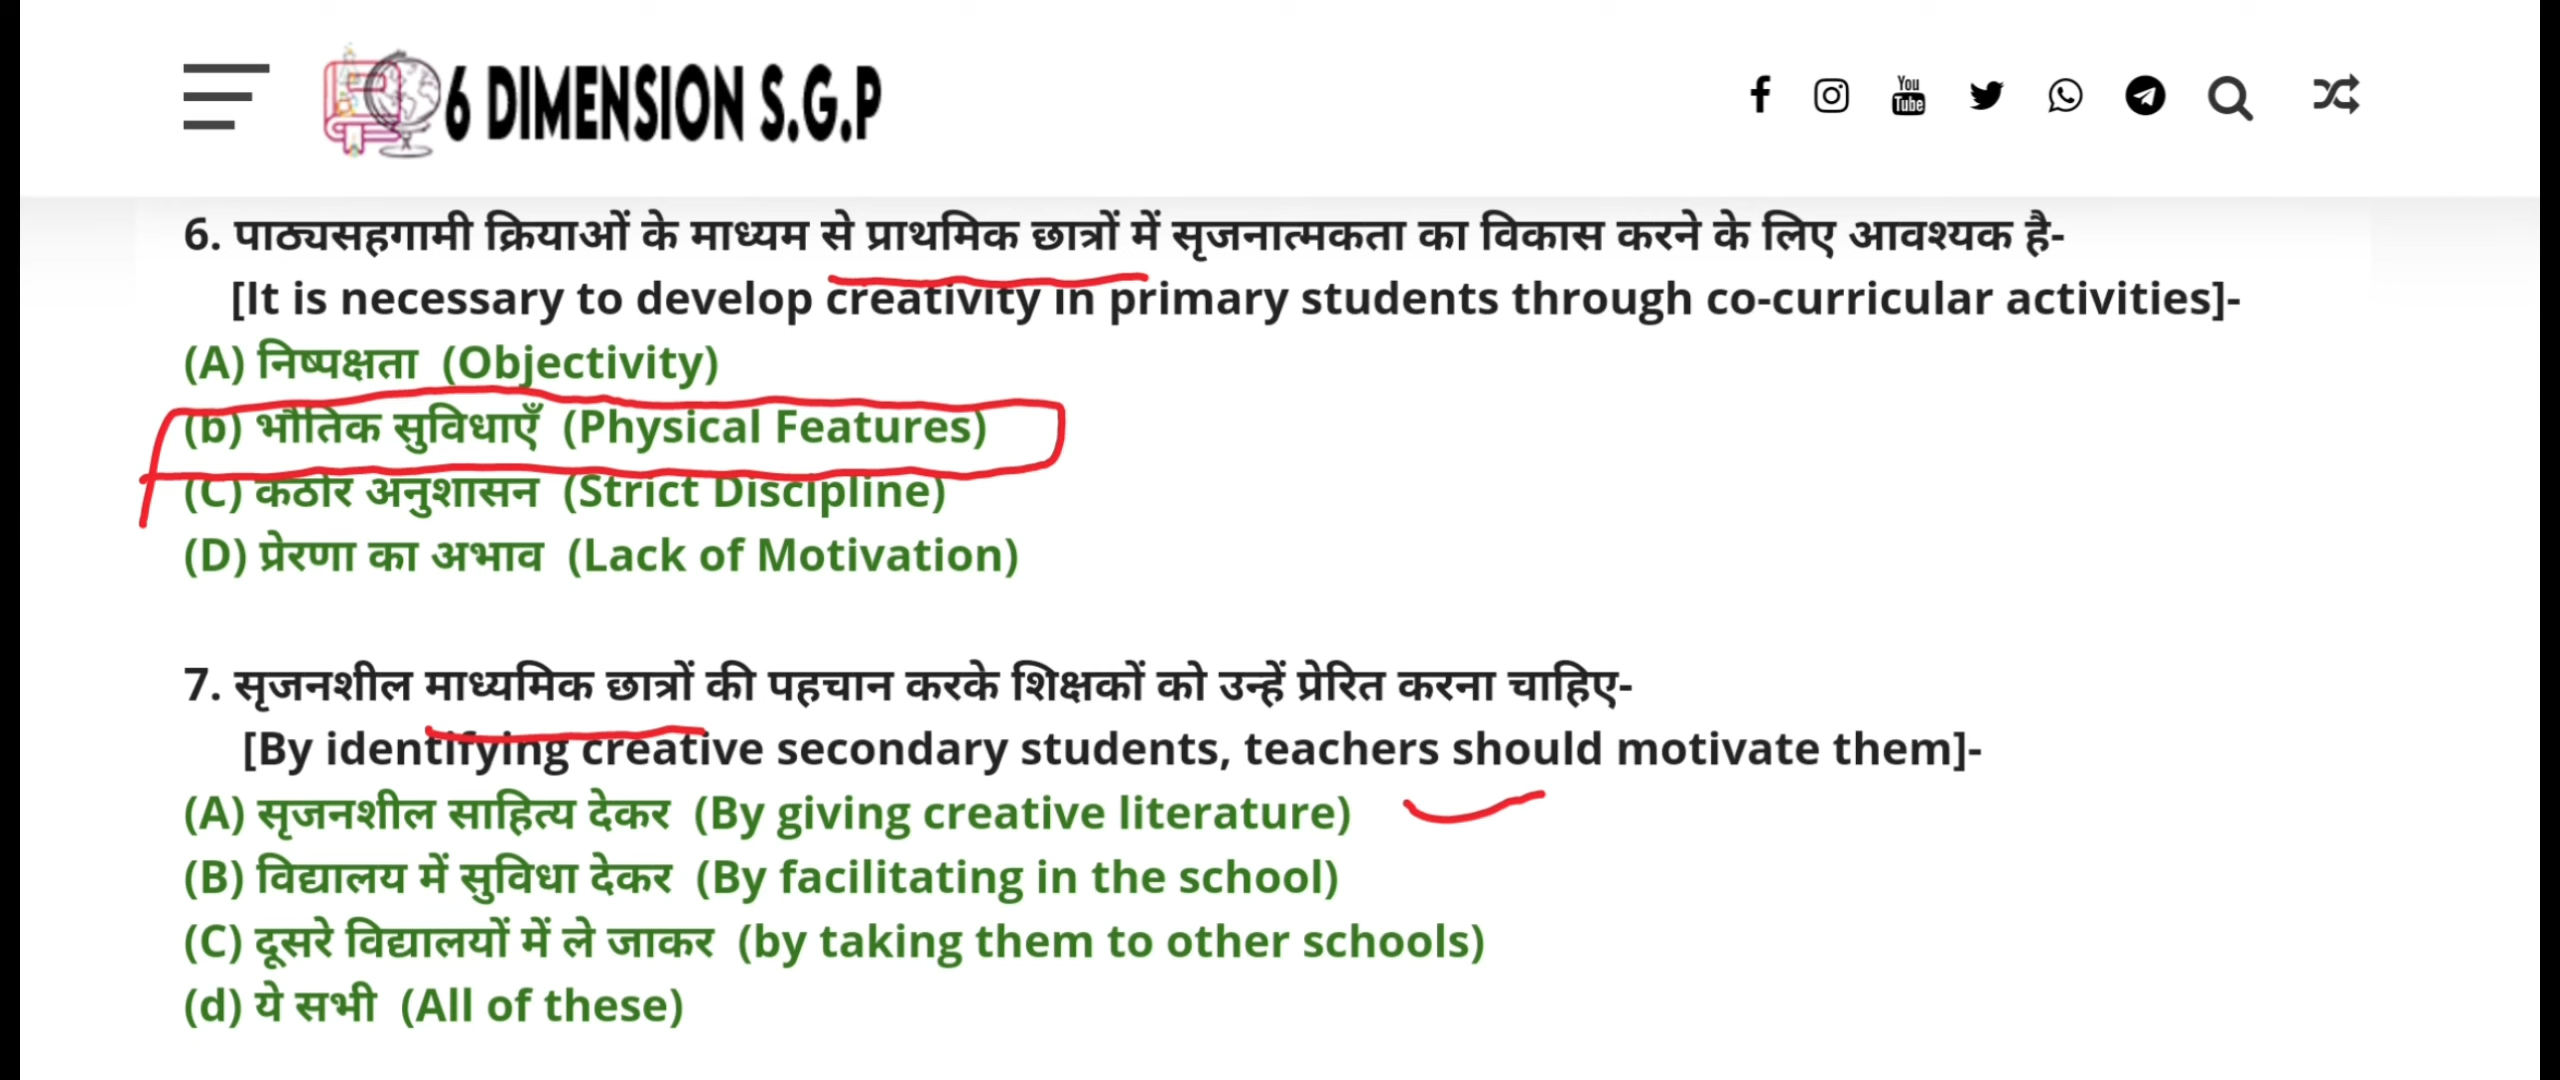 6 DIMENSION S.G.P
You Tube
6. पाठ्यसहगामी क्रियाओं के माध्यम से प्राथमिक छात्रों में सृजनात्मकता का विकास करने के लिए आवश्यक है-
[It is necessary to develop creativity in primary students through co-curricular activities]-
(A) निष्पक्षता (Objectivity)
(b) भौतिक सुविधाएँ (Physical Features)
(C) कठोर अनुशासन (Strict Discipline)
(D) प्रेरणा का अभाव (Lack of Motivation)
7. सृजनशील माध्यमिक छात्रों की पहचान करके शिक्षकों को उन्हें प्रेरित करना चाहिए-
[By identifying creative secondary students, teachers should motivate them]-
(A) सृजनशील साहित्य देकर (By giving creative literature)
(B) विद्यालय में सुविधा देकर (By facilitating in the school)
(C) दूसरे विद्यालयों में ले जाकर (by taking them to other schools)
(d) ये सभी (All of these)